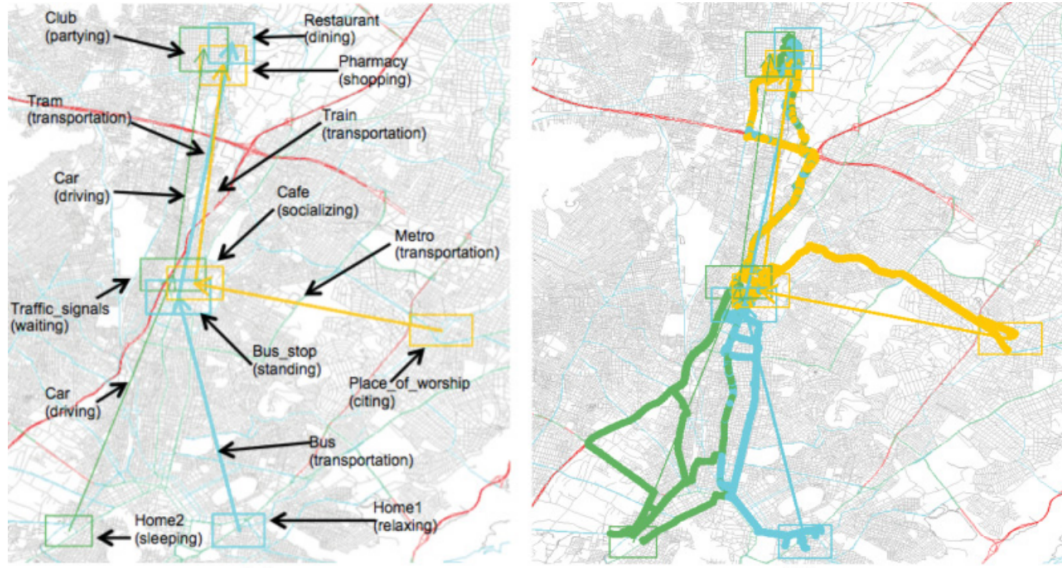 Club
(partying)
Restaurant
(dining)
Pharmacy
(shopping)
Tram
(transportation)
Train
(transportation)
Car
(driving)
Cafe
(socializing)
Metro
(transportation)
Traffic_signals
(waiting)
Bus_stop
(standing)
Place_of_worship
(citing)
Car
(driving)
Bus
(transportation)
Home2
(sleeping)
Home1
(relaxing)